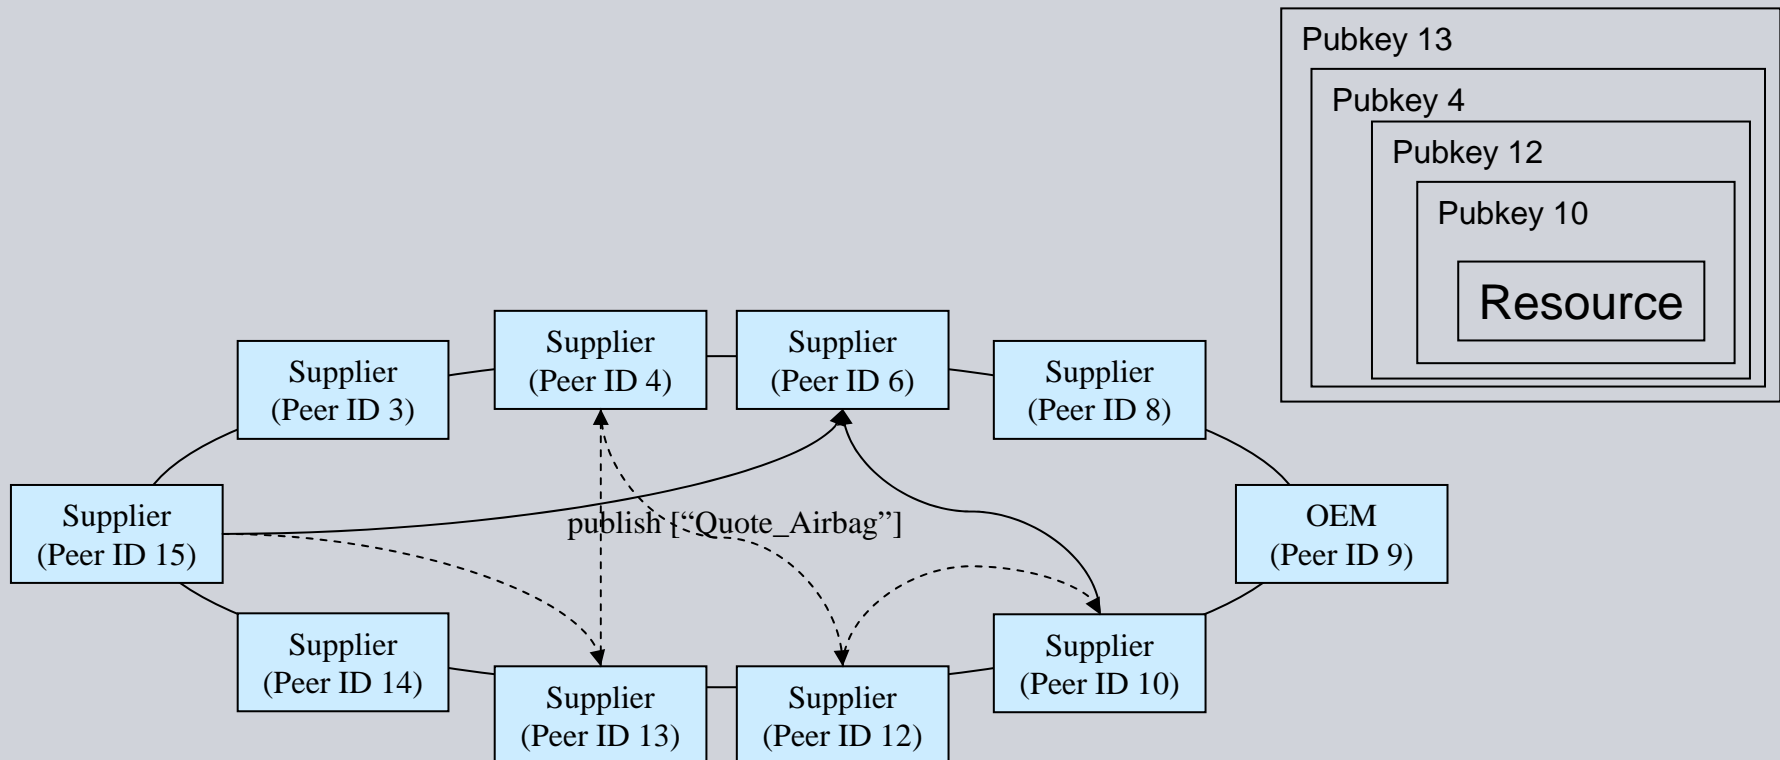 Pubkey 13
Pubkey 4
Pubkey 12
Pubkey 10
Resource
Supplier
(Peer ID 4)
Supplier
(Peer ID 6)
Supplier
(Peer ID 3)
Supplier
(Peer ID 8)
Supplier
(Peer ID 15)
publish [“Quote_Airbag”]
OEM
(Peer ID 9)
Supplier
(Peer ID 14)
Supplier
(Peer ID 13)
Supplier
(Peer ID 12)
Supplier
(Peer ID 10)